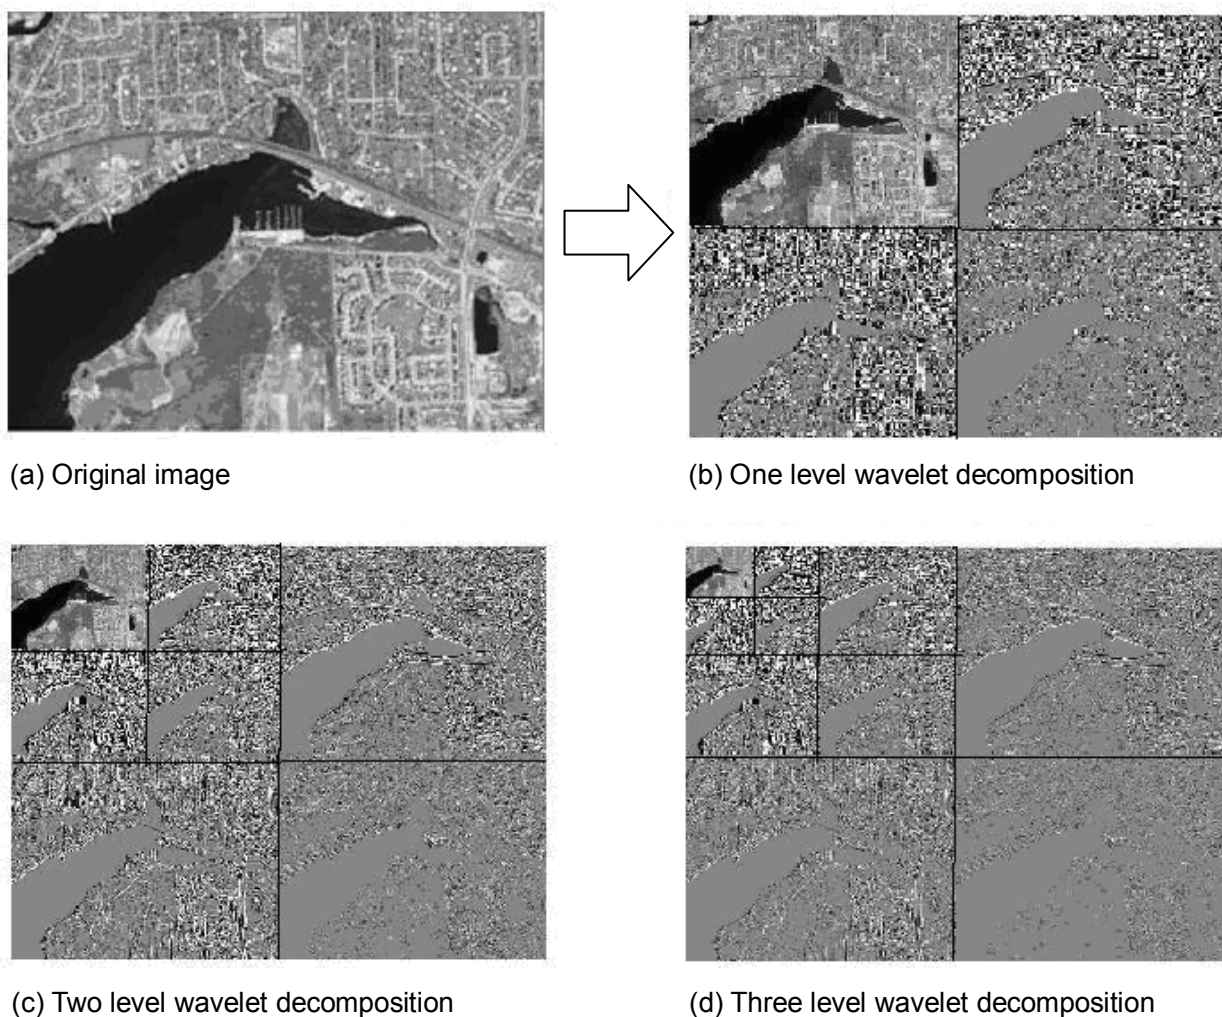 (a) Original image
(b) One level wavelet decomposition
(c) Two level wavelet decomposition
(d) Three level wavelet decomposition